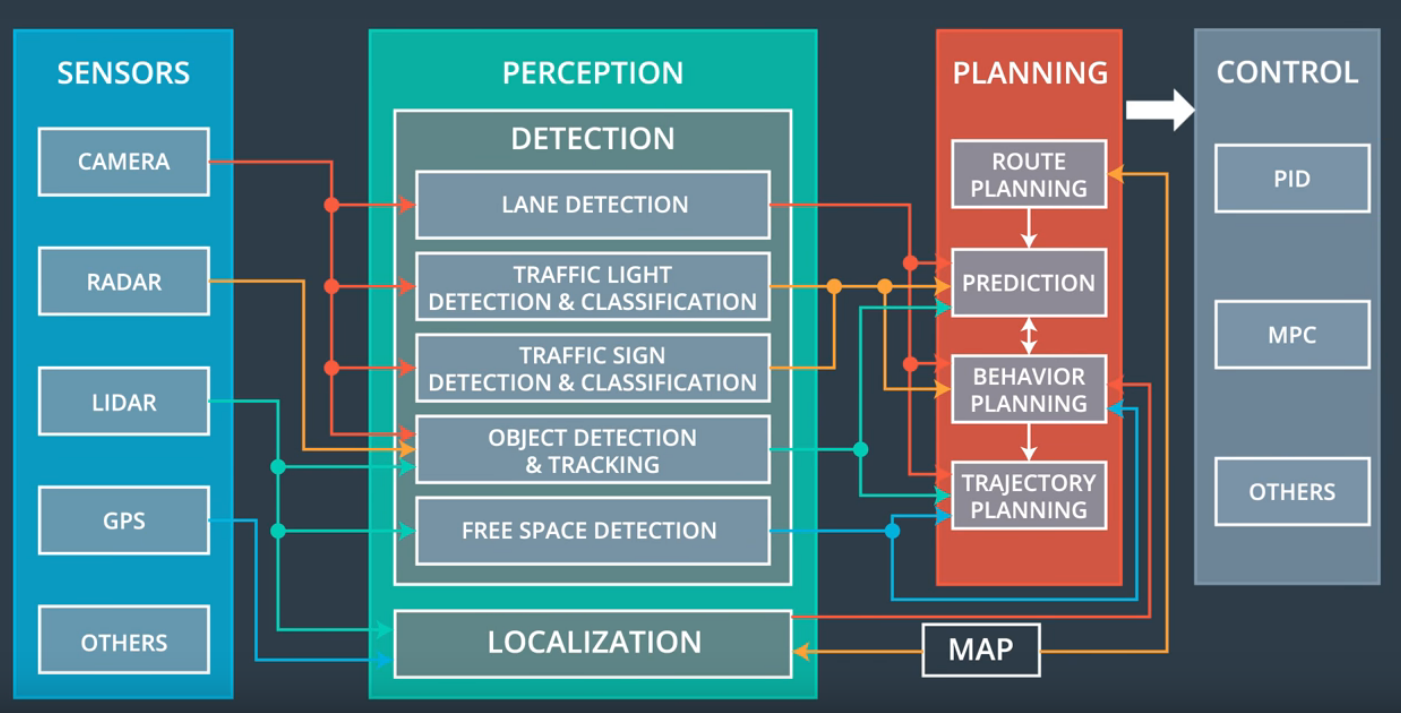 SENSORS
CAMERA
RADAR
LIDAR
GPS
OTHERS
PERCEPTION
DETECTION
LANE DETECTION
TRAFFIC LIGHT
DETECTION & CLASSIFICATION
TRAFFIC SIGN
DETECTION & CLASSIFICATION
OBJECT DETECTION
& TRACKING
FREE SPACE DETECTION
LOCALIZATION
PLANNING
ROUTE
PLANNING
PREDICTION
BEHAVIOR
PLANNING
TRAJECTORY
PLANNING
MAP
CONTROL
PID
MPC
OTHERS